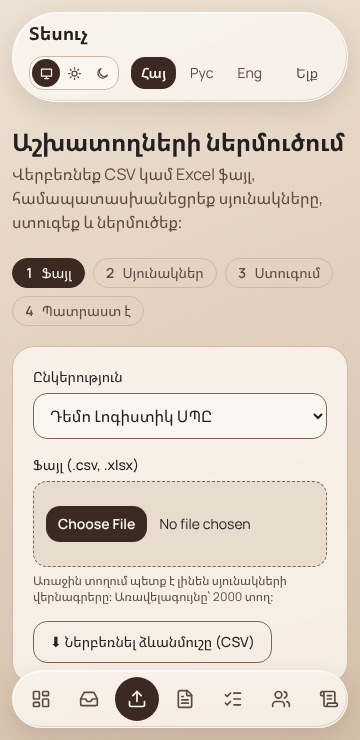 Տեսուչ
Հայ Рус Eng Ելք
Աշխատողների ներմուծում
Վերբեռնեք CSV կամ Excel ֆայլ,
համապատասխանեցրեք սյունակները,
ստուգեք և ներմուծեք:
1 Ֆայլ 2 Սյունակներ 3 Ստուգում
4 Պատրաստ է
Ընկերություն
Դեմո Լոգիստիկ ՍՊԸ
Ֆայլ (.csv, .xlsx)
Choose File No file chosen
Առաջին տողում պետք է լինեն սյունակների
վերնագրերը: Առավելագույնը՝ 2000 տող:
⬇ Ներբեռնել ձևանմուշը (CSV)